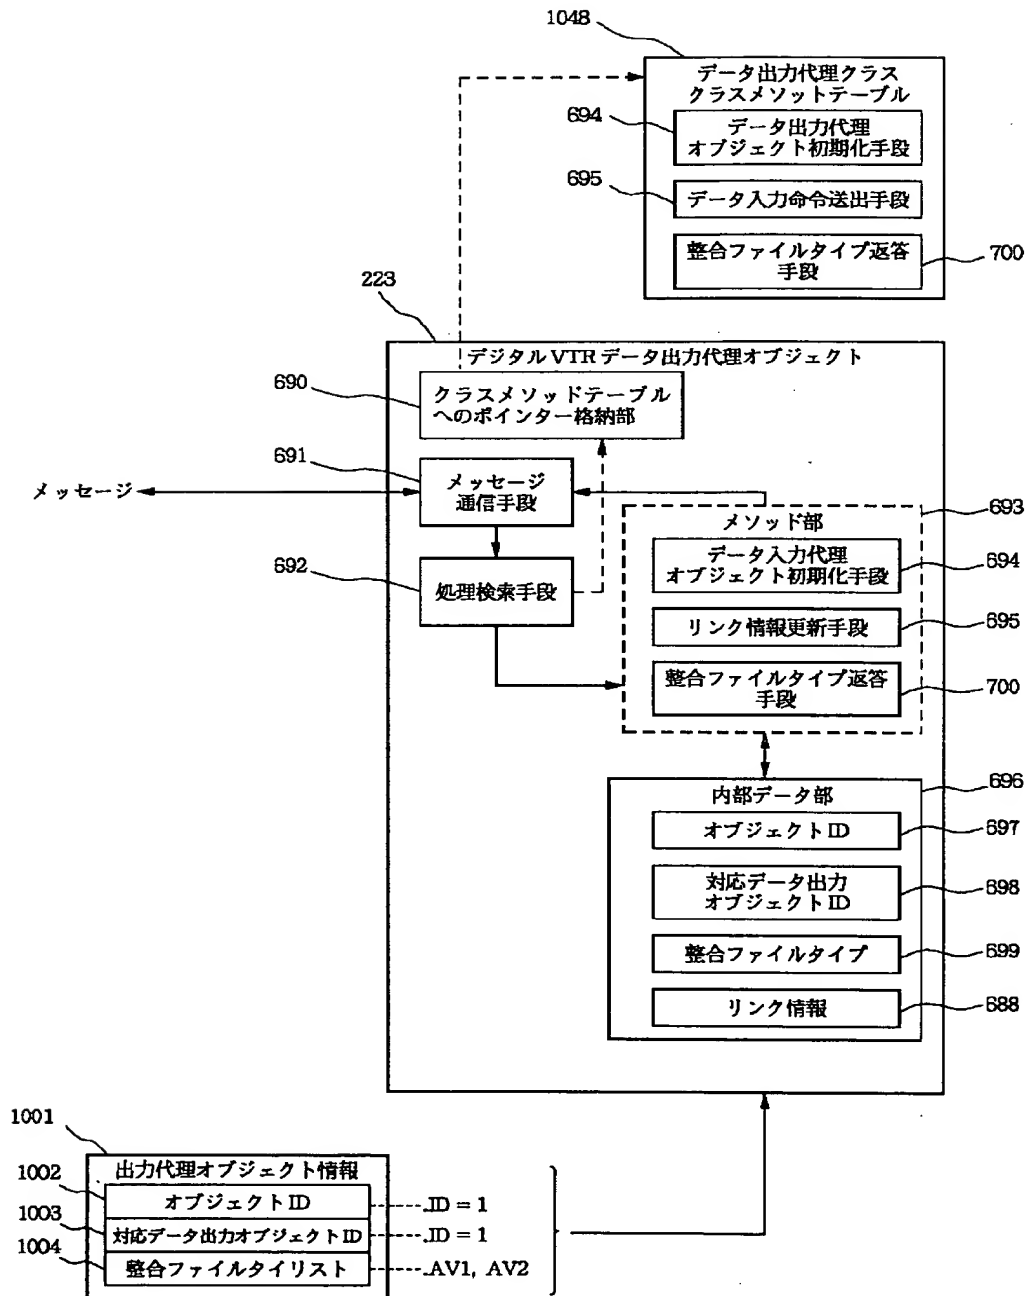 1048
データ出力代理クラス
クラスメソットテーブル
694
データ出力代理
オブジェクト初期化手段
695
データ入力命令送出手段
整合ファイルタイプ返答
手段
700
223
デジタルVTRデータ出力代理オブジェクト
690
クラスメソッドテーブル
へのポインター格納部
691
メッセージ
メッセージ
通信手段
693
メソッド部
データ入力代理
オブジェクト初期化手段
694
692
処理検索手段
リンク情報更新手段
695
整合ファイルタイプ返答
手段
700
内部データ部
696
オブジェクトID
697
対応データ出力
オブジェクトID
698
整合ファイルタイプ
699
リンク情報
688
1001
出力代理オブジェクト情報
1002
オブジェクトID
ID = 1
1003
対応データ出力オブジェクトID
ID = 1
1004
整合ファイルタイリスト
AV1, AV2